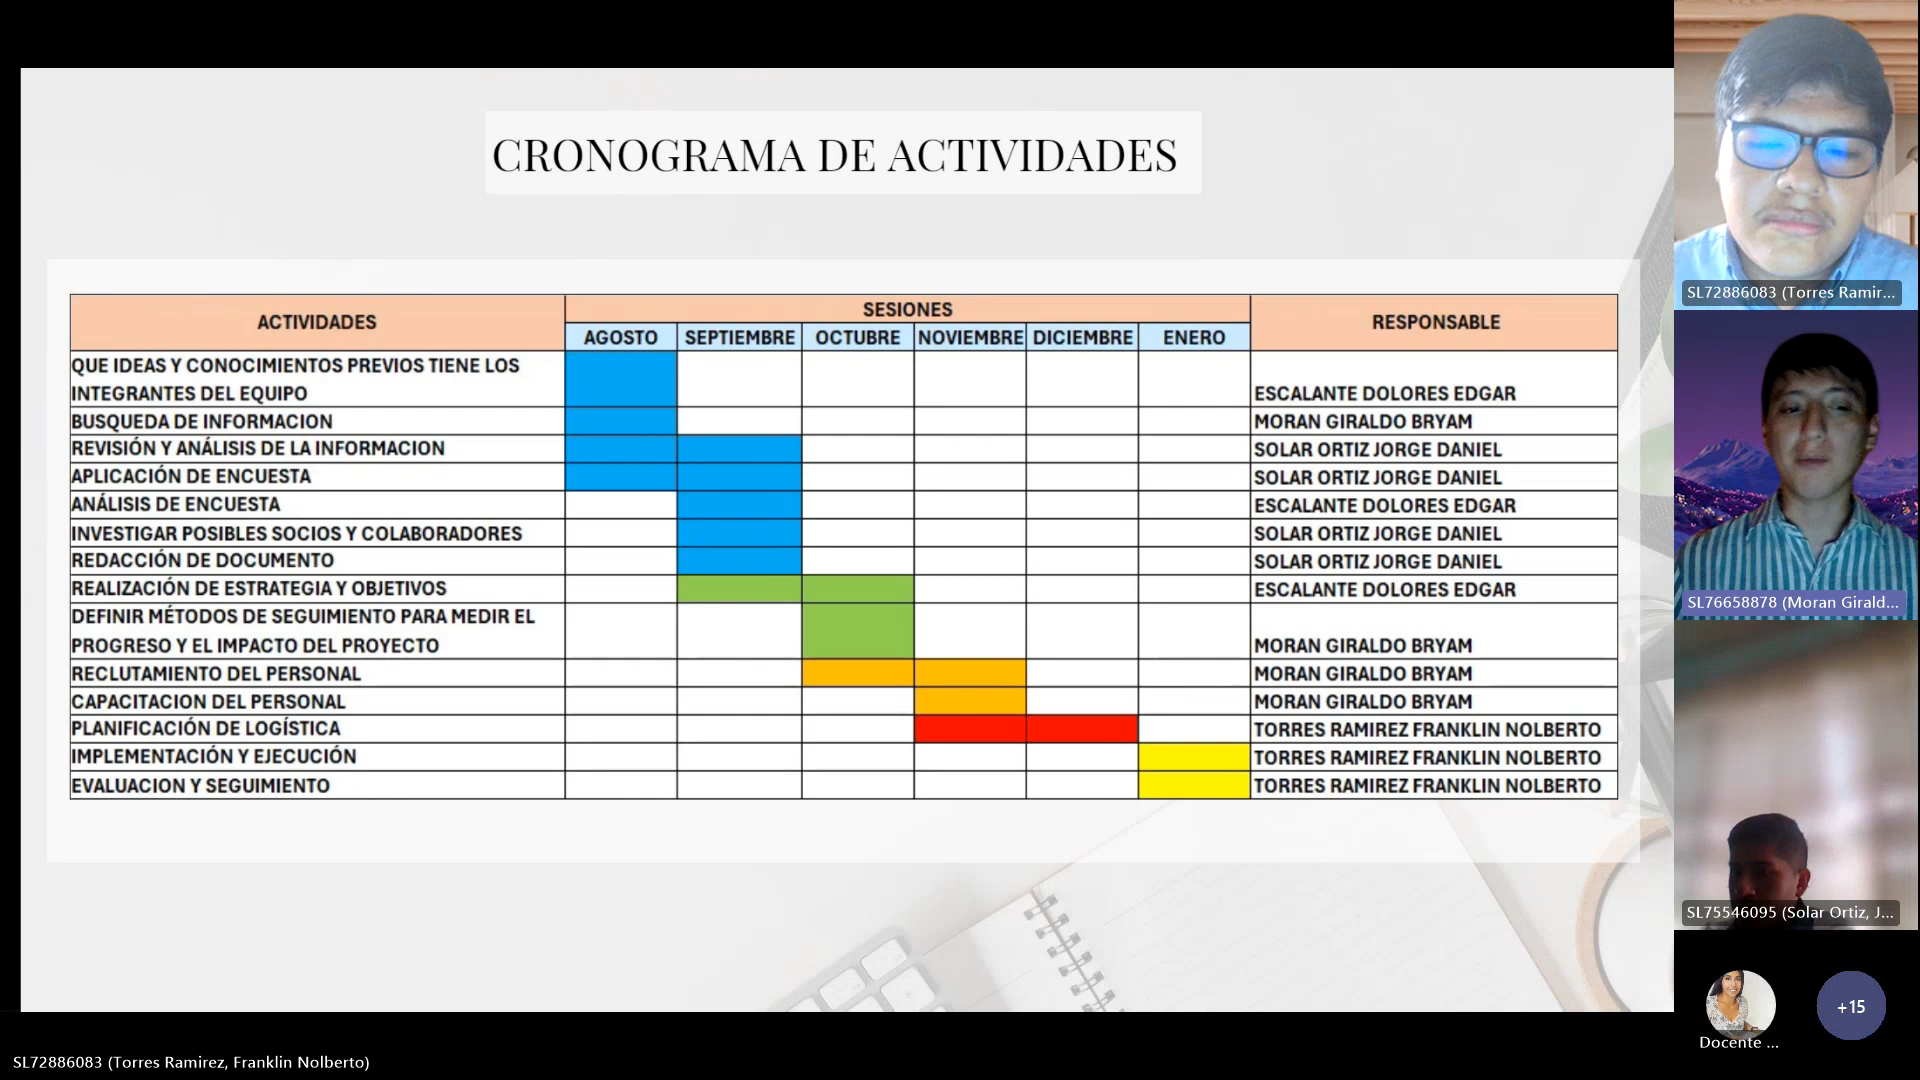 CRONOGRAMA DE ACTIVIDADES
ACTIVIDADES SESIONES RESPONSABLE
AGOSTO SEPTIEMBRE OCTUBRE NOVIEMBRE DICIEMBRE ENERO
QUE IDEAS Y CONOCIMIENTOS PREVIOS TIENE LOS
INTEGRANTES DEL EQUIPO ESCALANTE DOLORES EDGAR
BUSQUEDA DE INFORMACION MORAN GIRALDO BRYAM
REVISIÓN Y ANÁLISIS DE LA INFORMACION SOLAR ORTIZ JORGE DANIEL
APLICACIÓN DE ENCUESTA SOLAR ORTIZ JORGE DANIEL
ANÁLISIS DE ENCUESTA ESCALANTE DOLORES EDGAR
INVESTIGAR POSIBLES SOCIOS Y COLABORADORES SOLAR ORTIZ JORGE DANIEL
REDACCIÓN DE DOCUMENTO SOLAR ORTIZ JORGE DANIEL
REALIZACIÓN DE ESTRATEGIA Y OBJETIVOS ESCALANTE DOLORES EDGAR
DEFINIR MÉTODOS DE SEGUIMIENTO PARA MEDIR EL
PROGRESO Y EL IMPACTO DEL PROYECTO MORAN GIRALDO BRYAM
RECLUTAMIENTO DEL PERSONAL MORAN GIRALDO BRYAM
CAPACITACION DEL PERSONAL MORAN GIRALDO BRYAM
PLANIFICACIÓN DE LOGÍSTICA TORRES RAMIREZ FRANKLIN NOLBERTO
IMPLEMENTACIÓN Y EJECUCIÓN TORRES RAMIREZ FRANKLIN NOLBERTO
EVALUACION Y SEGUIMIENTO TORRES RAMIREZ FRANKLIN NOLBERTO
SL72886083 (Torres Ramir...
SL76658878 (Moran Girald...
SL75546095 (Solar Ortiz, J...
Docente ...
+15
SL72886083 (Torres Ramirez, Franklin Nolberto)